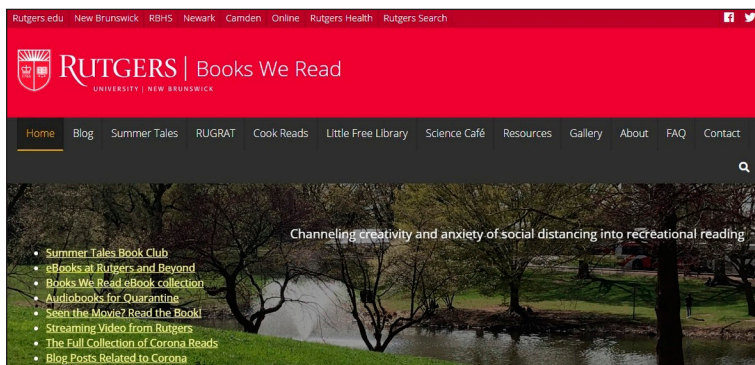 Rutgers.edu New Brunswick RBHS Newark Camden Online Rutgers Health Rutgers Search
RUTGERS | Books We Read
UNIVERSITY | NEW BRUNSWICK
Home Blog Summer Tales RUGRAT Cook Reads Little Free Library Science Café Resources Gallery About FAQ Contact
Channeling creativity and anxiety of social distancing into recreational reading
Summer Tales Book Club
eBooks at Rutgers and Beyond
Books We Read eBook collection
Audiobooks for Quarantine
Seen the Movie? Read the Book!
Streaming Video from Rutgers
The Full Collection of Corona Reads
Blog Posts Related to Corona